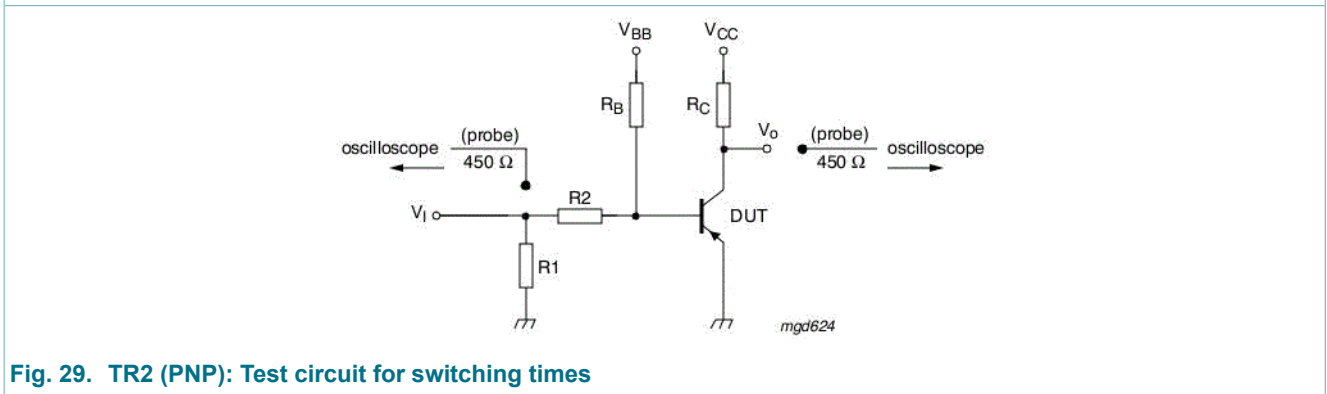 VBB
VCC
RB
RC
Vo
(probe)
450 Ω
oscilloscope
(probe)
450 Ω
oscilloscope
R2
VI
DUT
R1
mgd624
Fig. 29. TR2 (PNP): Test circuit for switching times